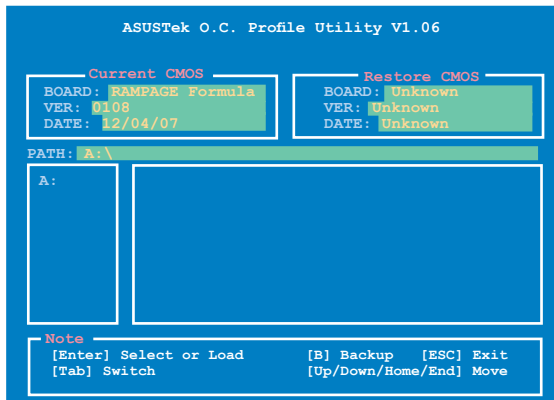 ASUSTek O.C. Profile Utility V1.06
Current CMOS
BOARD: RAMPAGE Formula
VER: 0108
DATE: 12/04/07
Restore CMOS
BOARD: Unknown
VER: Unknown
DATE: Unknown
PATH: A:\
A:
Note
[Enter] Select or Load [B] Backup [ESC] Exit
[Tab] Switch [Up/Down/Home/End] Move